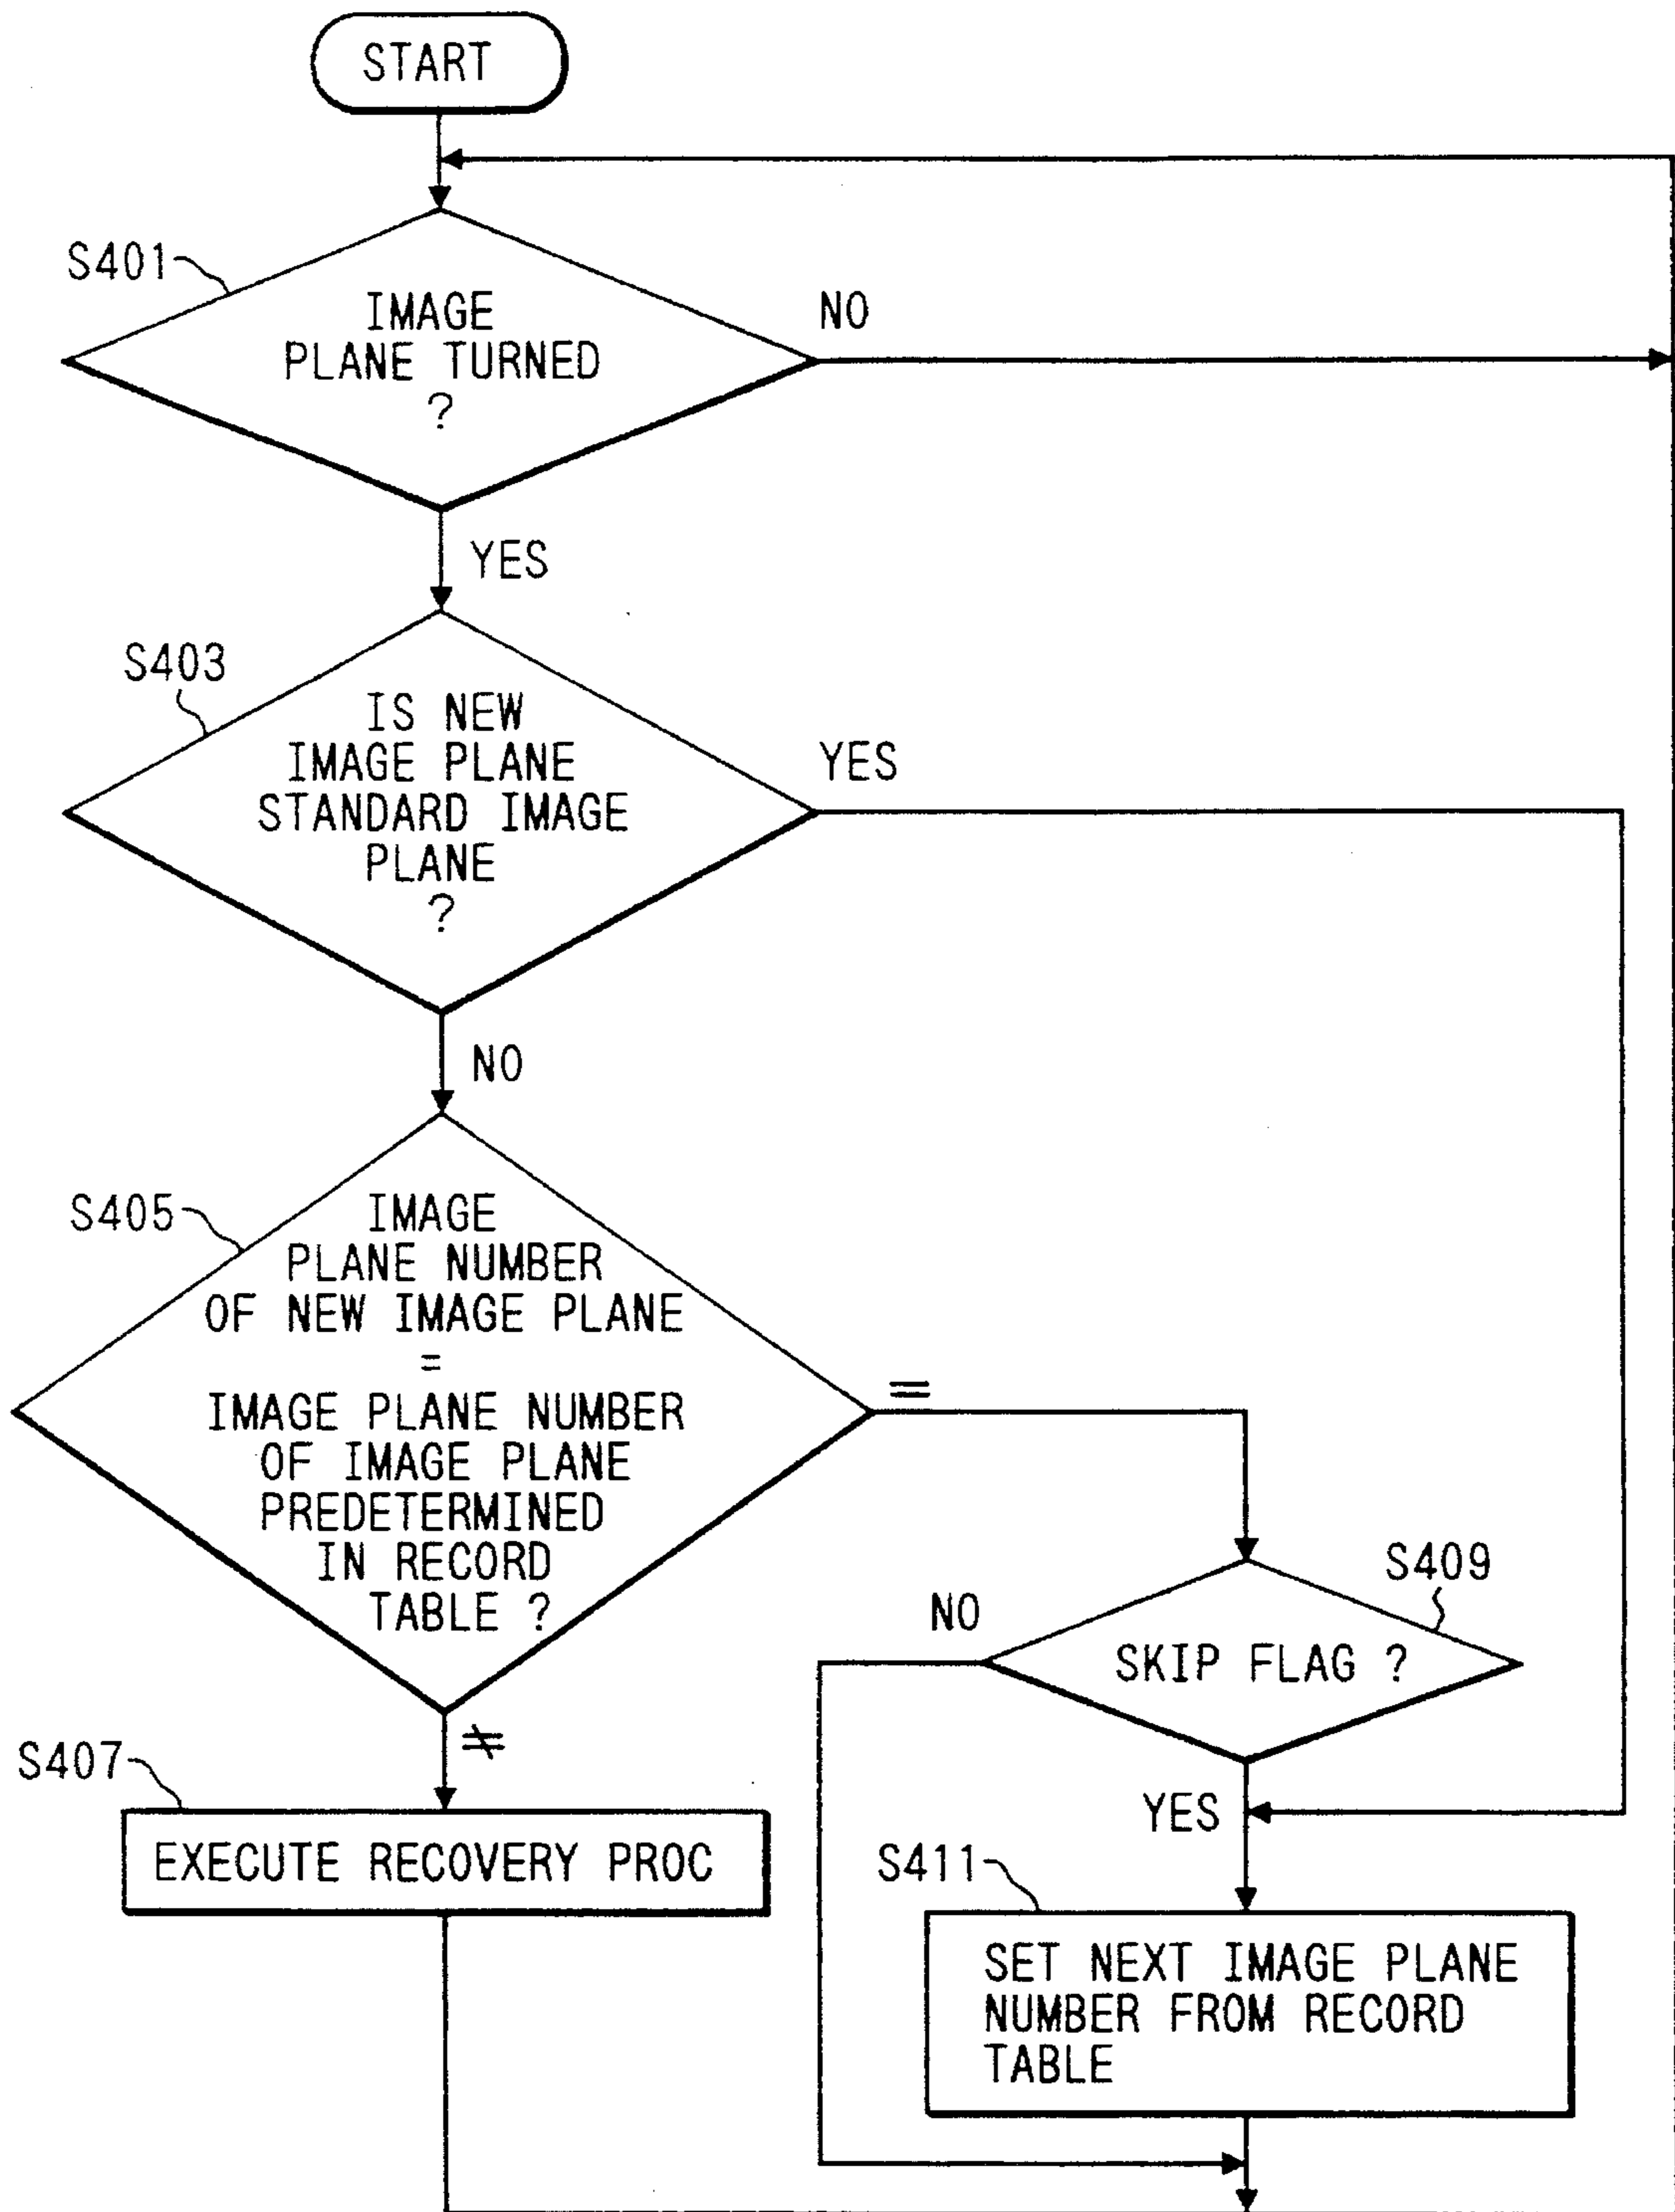 START
S401
IMAGE
PLANE TURNED
?
NO
YES
S403
IS NEW
IMAGE PLANE
STANDARD IMAGE
PLANE
?
YES
NO
S405
IMAGE
PLANE NUMBER
OF NEW IMAGE PLANE
=
IMAGE PLANE NUMBER
OF IMAGE PLANE
PREDETERMINED
IN RECORD
TABLE ?
=
≠
S409
NO
SKIP FLAG ?
YES
S407
EXECUTE RECOVERY PROC
S411
SET NEXT IMAGE PLANE
NUMBER FROM RECORD
TABLE